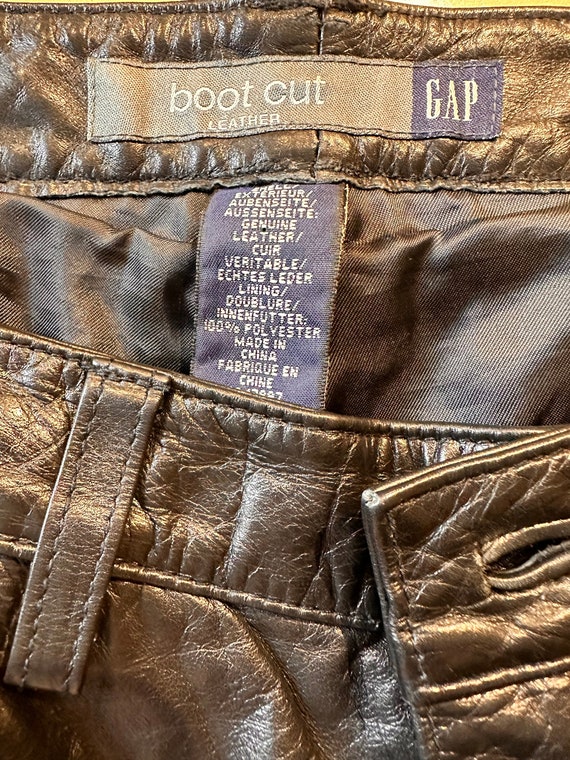 boot cut
LEATHER
GAP
EXTERIEUR/
AUBENSEITE/
AUSSENSEITE:
GENUINE
LEATHER/
CUIR
VERITABLE/
ECHTES LEDER
LINING/
DOUBLURE/
INNENFUTTER:
100% POLYESTER
MADE IN
CHINA
FABRIQUE EN
CHINE